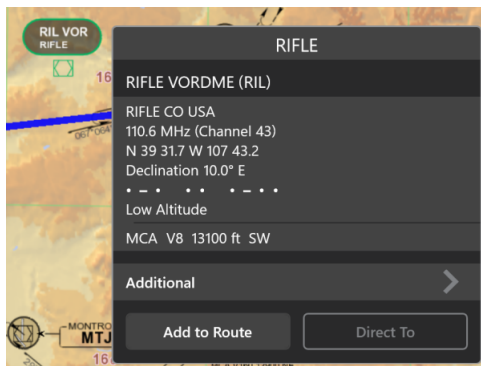 RIL VOR
RIFLE
RIFLE
16
RIFLE VORDME (RIL)
RIFLE CO USA
110.6 MHz (Channel 43)
N 39 31.7 W 107 43.2
Declination 10.0° E
Low Altitude
MCA V8 13100 ft SW
Additional
MONTRO
MTJ
Add to Route
Direct To
16